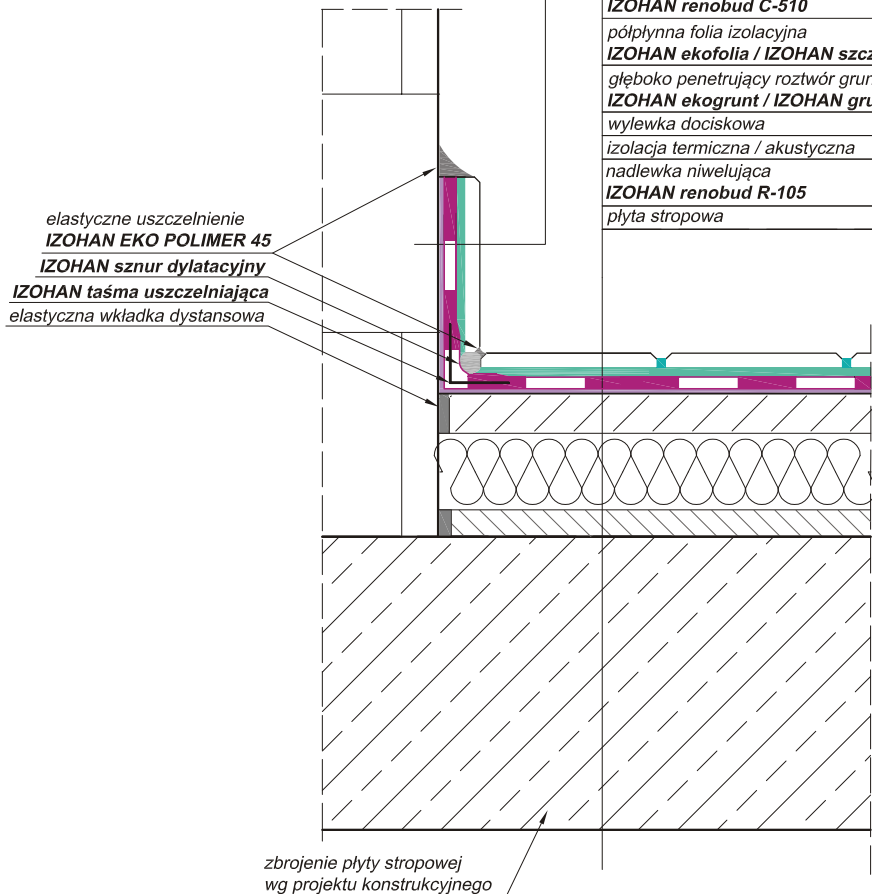 IZOHAN renobud C-510
półpłynna folia izolacyjna
IZOHAN ekofolia / IZOHAN
głęboko penetrujący roztwór
IZOHAN ekogrunt / IZOHAN
wylewka dociskowa
izolacja termiczna / akustyczna
nadlewka niwelująca
IZOHAN renobud R-105
płyta stropowa
elastyczne uszczelnienie
IZOHAN EKO POLIMER 45
IZOHAN sznur dylatacyjny
IZOHAN taśma uszczelniająca
elastyczna wkładka dystansowa
zbrojenie płyty stropowej
wg projektu konstrukcyjnego